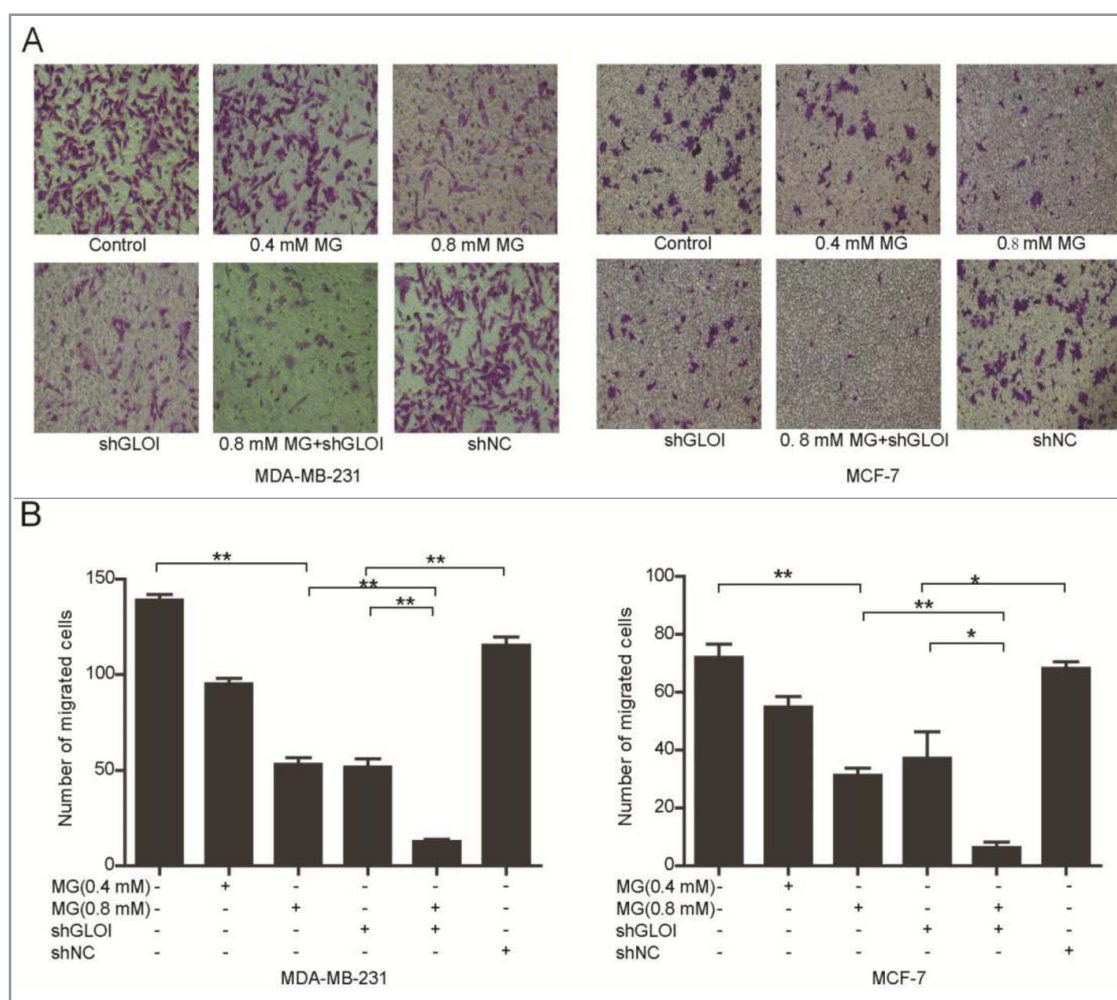 A
Control 0.4 mM MG 0.8 mM MG
shGLOI 0.8 mM MG+shGLOI shNC
MDA-MB-231
Control 0.4 mM MG 0.8 mM MG
shGLOI 0. 8 mM MG+shGLOI shNC
MCF-7
B
Number of migrated cells
150
100
50
0
** ** ** **
MG(0.4 mM) - + - - - -
MG(0.8 mM) - - + - + -
shGLOI - - - + + -
shNC - - - - - +
MDA-MB-231
Number of migrated cells
100
80
60
40
20
0
** * ** *
MG(0.4 mM) - + - - - -
MG(0.8 mM) - - + - + -
shGLOI - - - + + -
shNC - - - - - +
MCF-7